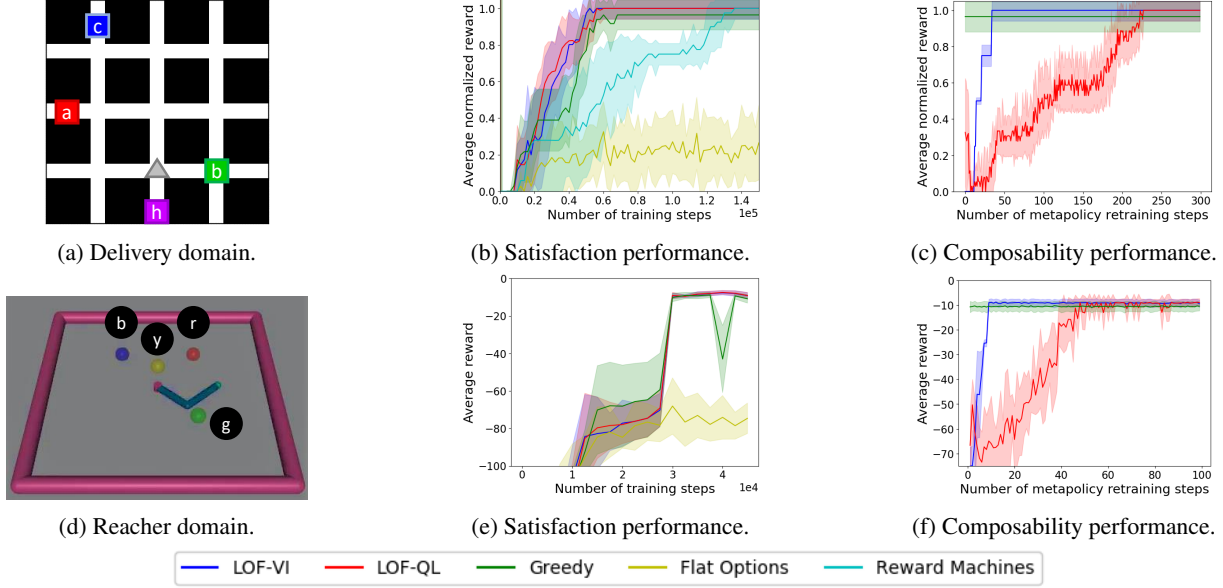 c
a
b
h
(a) Delivery domain.
Average normalized reward
1.0
0.8
0.6
0.4
0.2
0.0
0.0 0.2 0.4 0.6 0.8 1.0 1.2 1.4
1e5
Number of training steps
(b) Satisfaction performance.
Average normalized reward
1.0
0.8
0.6
0.4
0.2
0.0
0 50 100 150 200 250 300
Number of metapolicy retraining steps
(c) Composability performance.
b r
y
g
(d) Reacher domain.
Average reward
0
−20
−40
−60
−80
−100
0 1 2 3 4
1e4
Number of training steps
(e) Satisfaction performance.
Average reward
0
−10
−20
−30
−40
−50
−60
−70
0 20 40 60 80 100
Number of metapolicy retraining steps
(f) Composability performance.
LOF-VI LOF-QL Greedy Flat Options Reward Machines